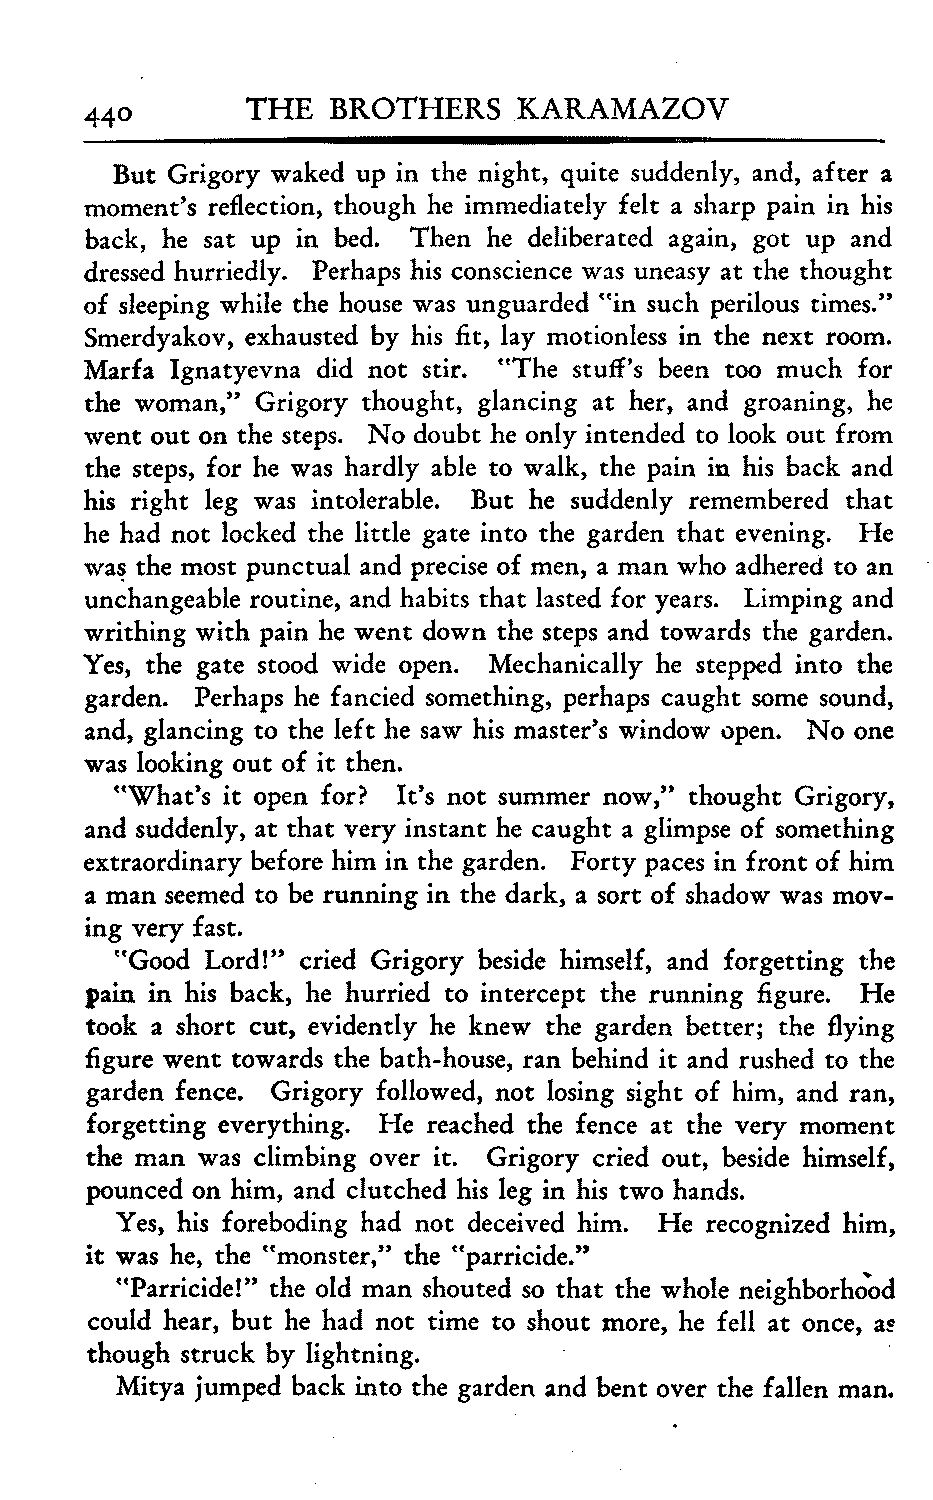 440 THE BROTHERS KARAMAZOV
But Grigory waked up in the night, quite suddenly, and, after a
moment's reflection, though he immediately felt a sharp pain in his
back, he sat up in bed. Then he deliberated again, got up and
dressed hurriedly. Perhaps his conscience was uneasy at the thought
of sleeping while the house was unguarded "in such perilous times."
Smerdyakov, exhausted by his fit, lay motionless in the next room.
Marfa Ignatyevna did not stir. "The stuff's been too much for
the woman," Grigory thought, glancing at her, and groaning, he
went out on the steps. No doubt he only intended to look out from
the steps, for he was hardly able to walk, the pain in his back and
his right leg was intolerable. But he suddenly remembered that
he had not locked the little gate into the garden that evening. He
was the most punctual and precise of men, a man who adhered to an
unchangeable routine, and habits that lasted for years. Limping and
writhing with pain he went down the steps and towards the garden.
Yes, the gate stood wide open. Mechanically he stepped into the
garden. Perhaps he fancied something, perhaps caught some sound,
and, glancing to the left he saw his master's window open. No one
was looking out of it then.
"What's it open for? It's not summer now," thought Grigory,
and suddenly, at that very instant he caught a glimpse of something
extraordinary before him in the garden. Forty paces in front of him
a man seemed to be running in the dark, a sort of shadow was mov-
ing very fast.
"Good Lord!" cried Grigory beside himself, and forgetting the
pain in his back, he hurried to intercept the running figure. He
took a short cut, evidently he knew the garden better; the flying
figure went towards the bath-house, ran behind it and rushed to the
garden fence. Grigory followed, not losing sight of him, and ran,
forgetting everything. He reached the fence at the very moment
the man was climbing over it. Grigory cried out, beside himself,
pounced on him, and clutched his leg in his two hands.
Yes, his foreboding had not deceived him. He recognized him,
it was he, the "monster," the "parricide."
"Parricide!" the old man shouted so that the whole neighborhood
could hear, but he had not time to shout more, he fell at once, as
though struck by lightning.
Mitya jumped back into the garden and bent over the fallen man.